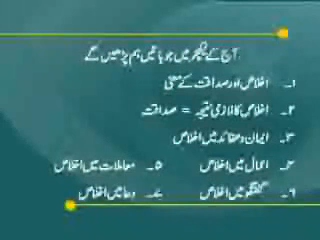 آج کے لیکچر میں جو باتیں ہم پڑھیں گے
۱۔ اخلاص اور صداقت کے معنی
۲۔ اخلاص کا لازمی نتیجہ = صداقت
۳۔ ایمان و عقائد میں اخلاص
۴۔ اعمال میں اخلاص ۵۔ معاملات میں اخلاص
۶۔ گفتگو میں اخلاص ۷۔ دعا میں اخلاص